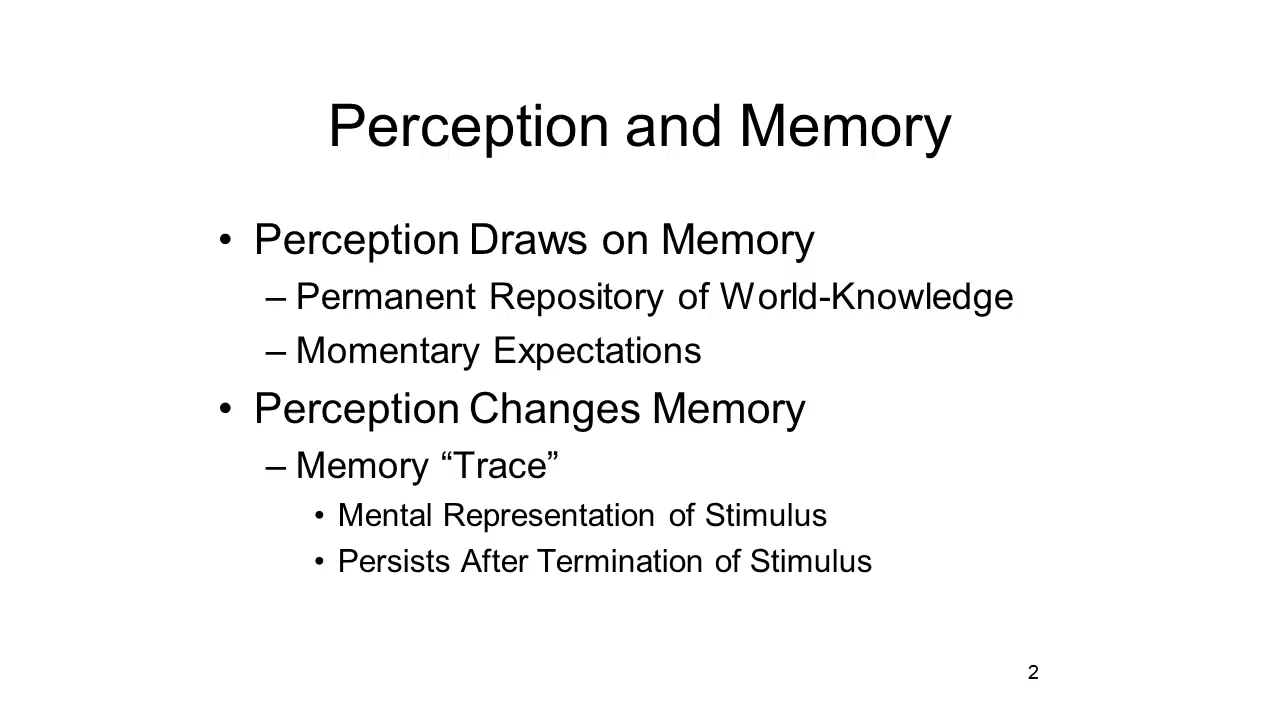 Perception and Memory
• Perception Draws on Memory
– Permanent Repository of World-Knowledge
– Momentary Expectations
• Perception Changes Memory
– Memory “Trace”
• Mental Representation of Stimulus
• Persists After Termination of Stimulus
2